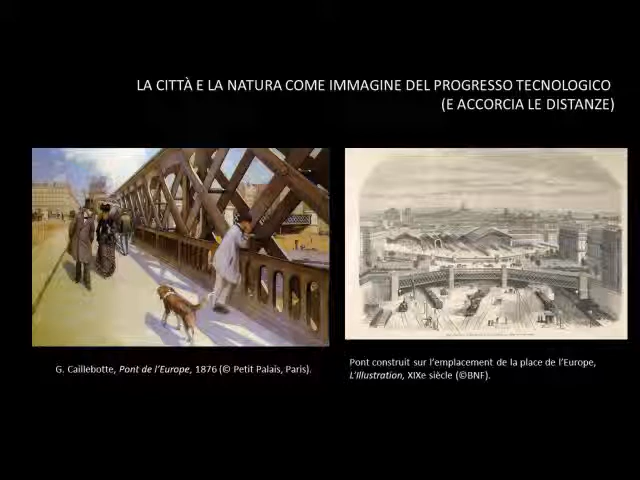 LA CITTÀ E LA NATURA COME IMMAGINE DEL PROGRESSO TECNOLOGICO
(E ACCORCIA LE DISTANZE)
G. Caillebotte, Pont de l'Europe, 1876 (© Petit Palais, Paris).
Pont construit sur l'emplacement de la place de l'Europe,
L'Illustration, XIXe siècle (©BNF).